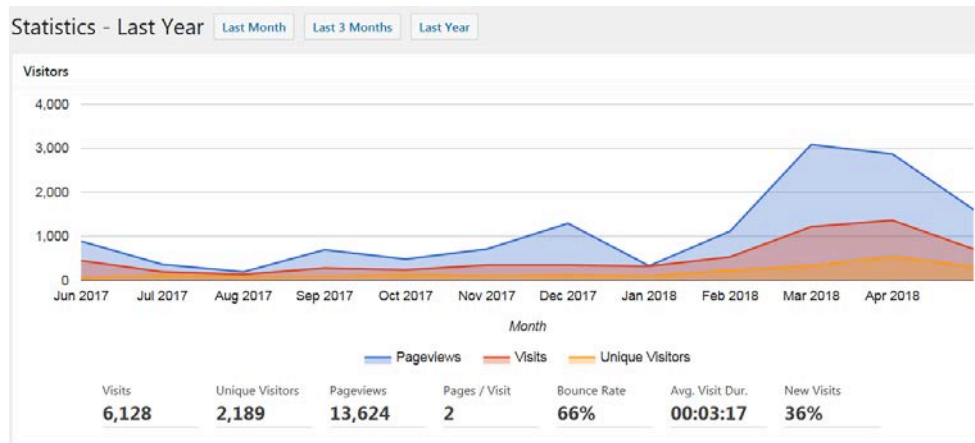 Statistics - Last Year Last Month Last 3 Months Last Year
Visitors
4,000
3,000
2,000
1,000
0
Jun 2017 Jul 2017 Aug 2017 Sep 2017 Oct 2017 Nov 2017 Dec 2017 Jan 2018 Feb 2018 Mar 2018 Apr 2018
Month
Pageviews Visits Unique Visitors
Visits Unique Visitors Pageviews Pages / Visit Bounce Rate Avg. Visit Dur. New Visits
6,128 2,189 13,624 2 66% 00:03:17 36%